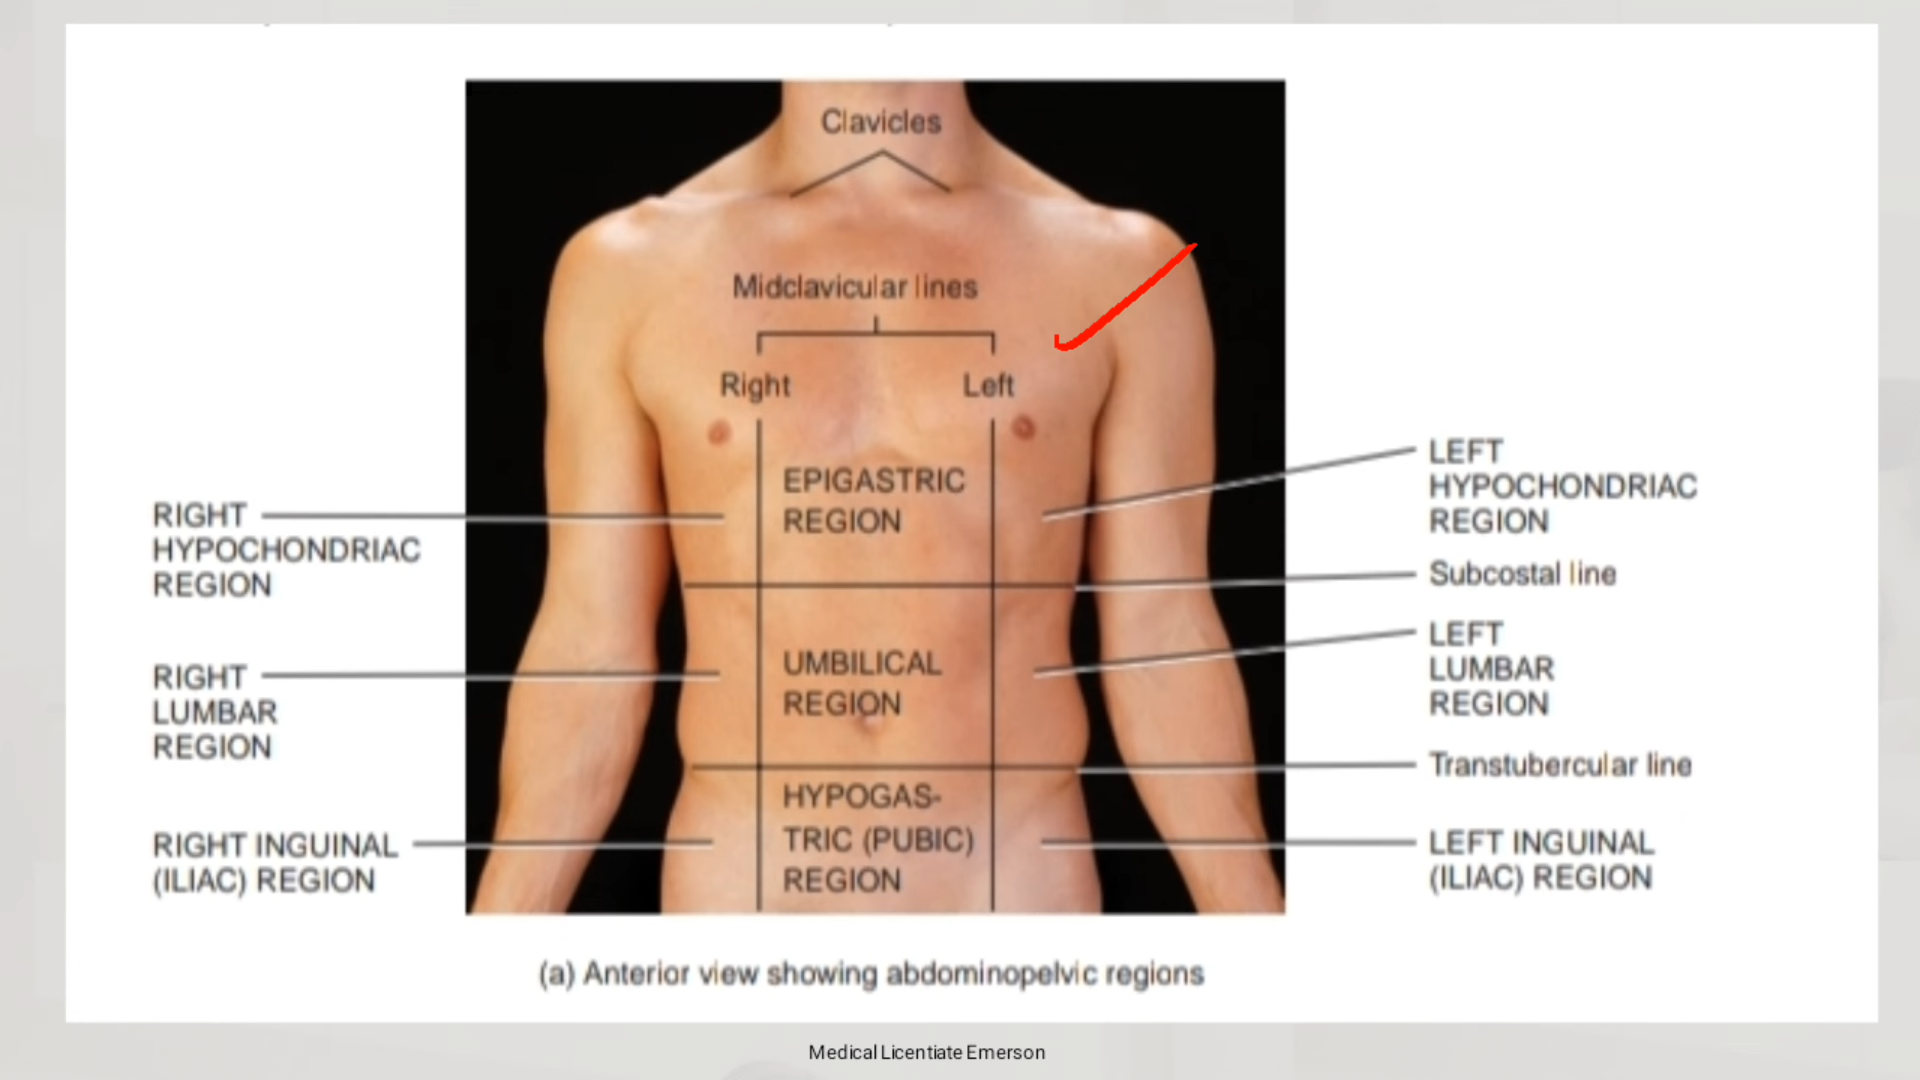 Clavicles
Midclavicular lines
Right
Left
EPIGASTRIC
REGION
RIGHT
HYPOCHONDRIAC
REGION
LEFT
HYPOCHONDRIAC
REGION
Subcostal line
UMBILICAL
REGION
RIGHT
LUMBAR
REGION
LEFT
LUMBAR
REGION
Transtubercular line
HYPOGAS-
TRIC (PUBIC)
REGION
RIGHT INGUINAL
(ILIAC) REGION
LEFT INGUINAL
(ILIAC) REGION
(a) Anterior view showing abdominopelvic regions
Medical Licentiate Emerson